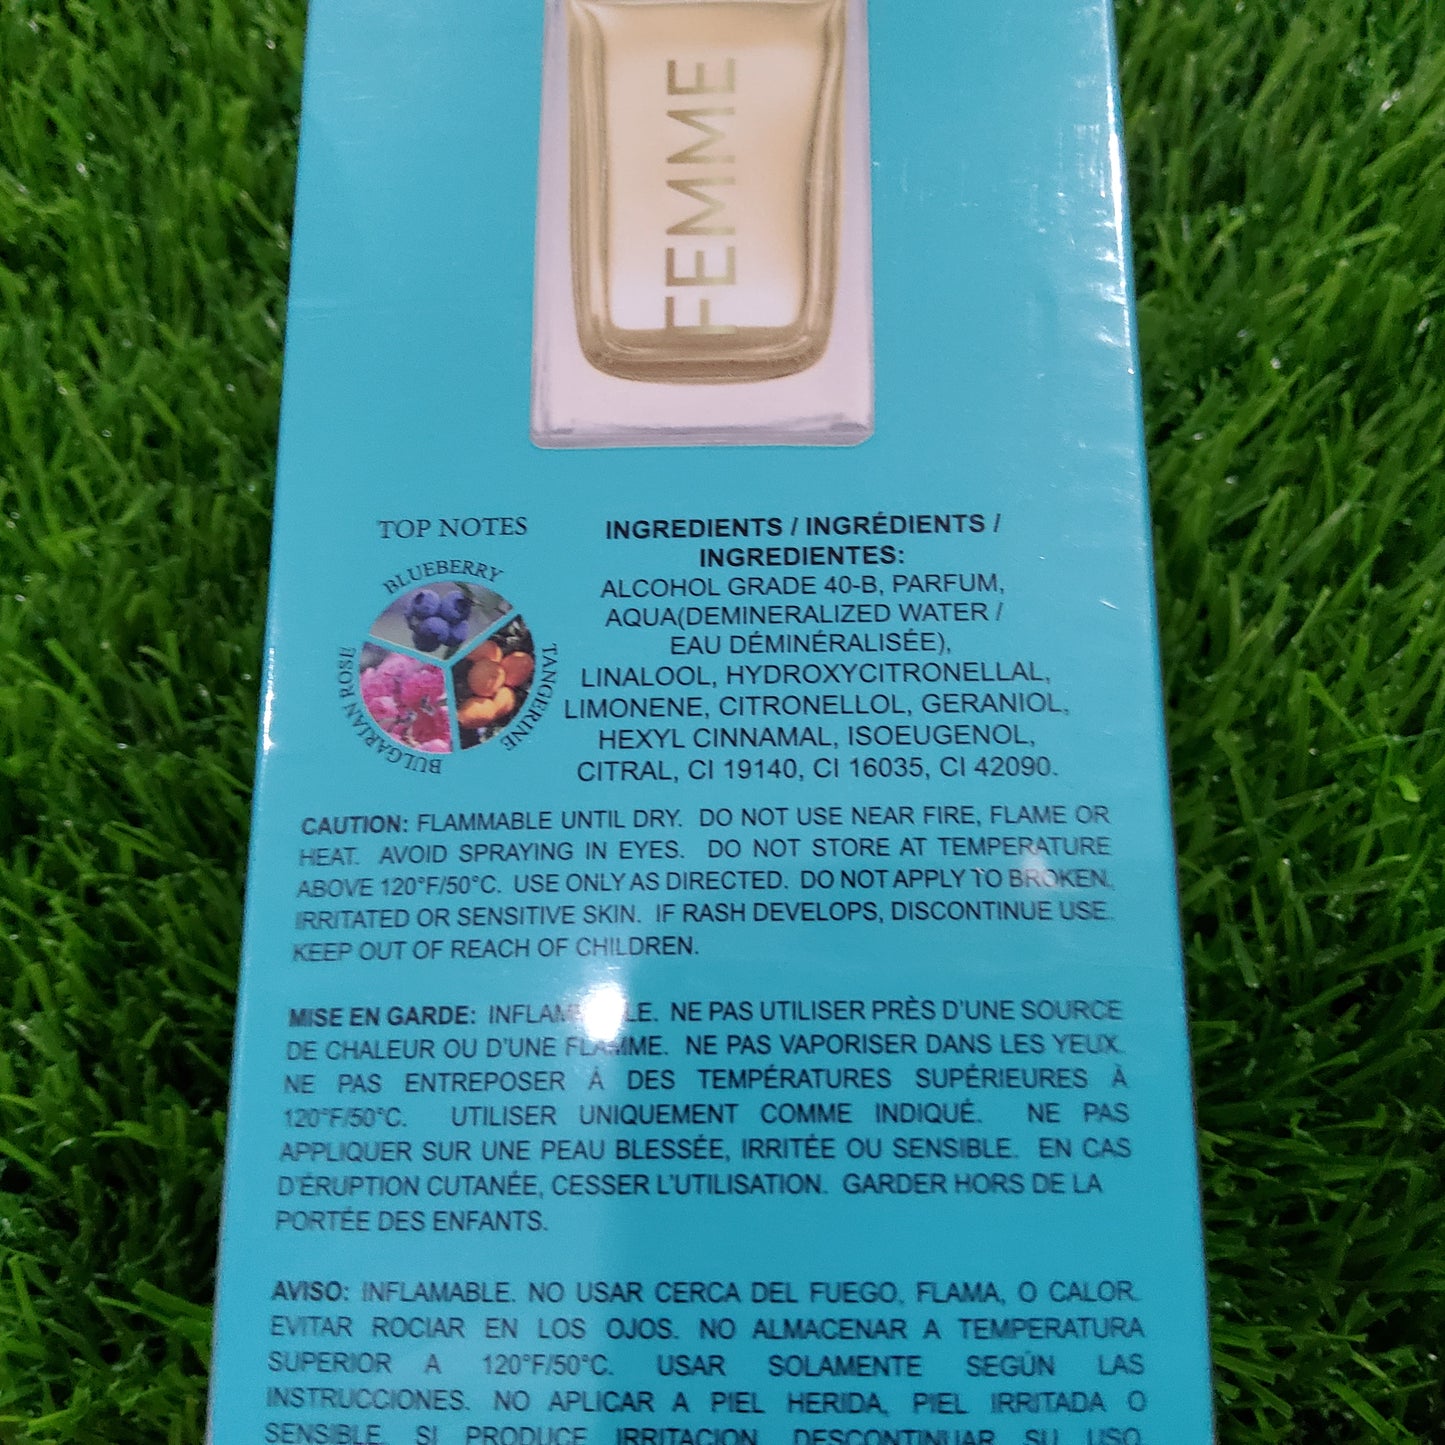 FEMME
TOP NOTES
BLUEBERRY
TANGERINE
BULGARIAN ROSE
INGREDIENTS / INGRÉDIENTS /
INGREDIENTES:
ALCOHOL GRADE 40-B, PARFUM,
AQUA(DEMINERALIZED WATER /
EAU DÉMINÉRALISÉE),
LINALOOL, HYDROXYCITRONELLAL,
LIMONENE, CITRONELLOL, GERANIOL,
HEXYL CINNAMAL, ISOEUGENOL,
CITRAL, CI 19140, CI 16035, CI 42090.
CAUTION: FLAMMABLE UNTIL DRY. DO NOT USE NEAR FIRE, FLAME OR
HEAT. AVOID SPRAYING IN EYES. DO NOT STORE AT TEMPERATURE
ABOVE 120°F/50°C. USE ONLY AS DIRECTED. DO NOT APPLY TO BROKEN,
IRRITATED OR SENSITIVE SKIN. IF RASH DEVELOPS, DISCONTINUE USE.
KEEP OUT OF REACH OF CHILDREN.
MISE EN GARDE: INFLAMMABLE. NE PAS UTILISER PRÈS D'UNE SOURCE
DE CHALEUR OU D'UNE FLAMME. NE PAS VAPORISER DANS LES YEUX.
NE PAS ENTREPOSER À DES TEMPÉRATURES SUPÉRIEURES À
120°F/50°C. UTILISER UNIQUEMENT COMME INDIQUÉ. NE PAS
APPLIQUER SUR UNE PEAU BLESSÉE, IRRITÉE OU SENSIBLE. EN CAS
D'ÉRUPTION CUTANÉE, CESSER L'UTILISATION. GARDER HORS DE LA
PORTÉE DES ENFANTS.
AVISO: INFLAMABLE. NO USAR CERCA DEL FUEGO, FLAMA, O CALOR.
EVITAR ROCIAR EN LOS OJOS. NO ALMACENAR A TEMPERATURA
SUPERIOR A 120°F/50°C. USAR SOLAMENTE SEGÚN LAS
INSTRUCCIONES. NO APLICAR A PIEL HERIDA, PIEL IRRITADA O
SENSIBLE. SI PRODUCE IRRITACION, DESCONTINUAR SU USO.